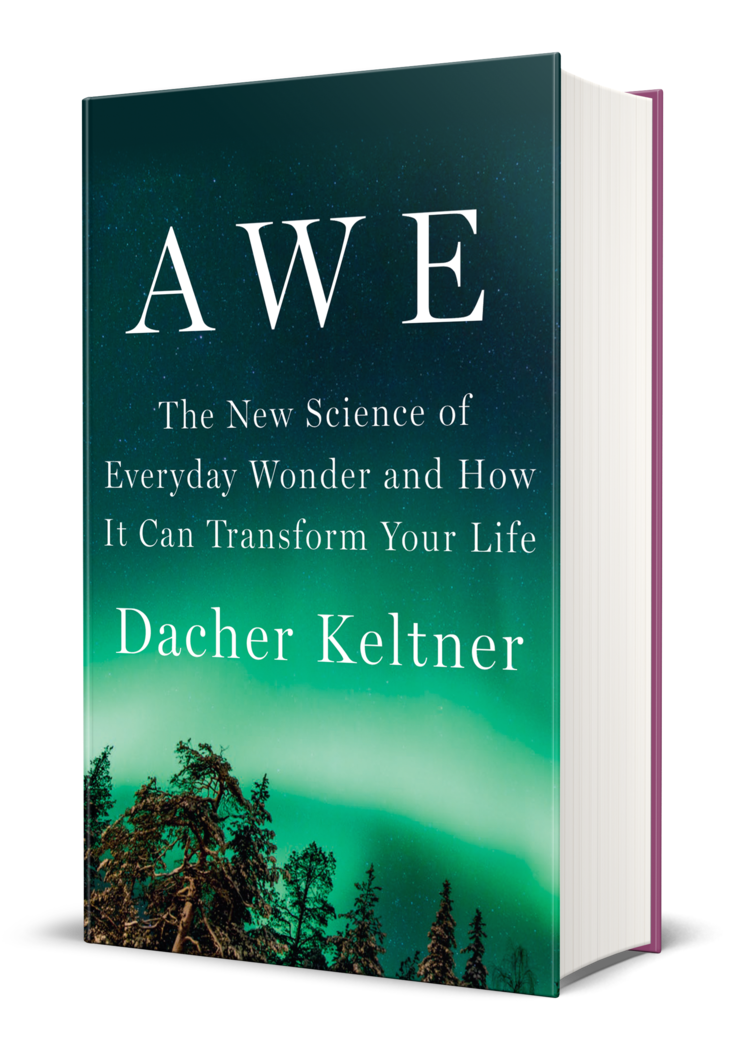 AWE
The New Science of
Everyday Wonder and How
It Can Transform Your Life
Dacher Keltner